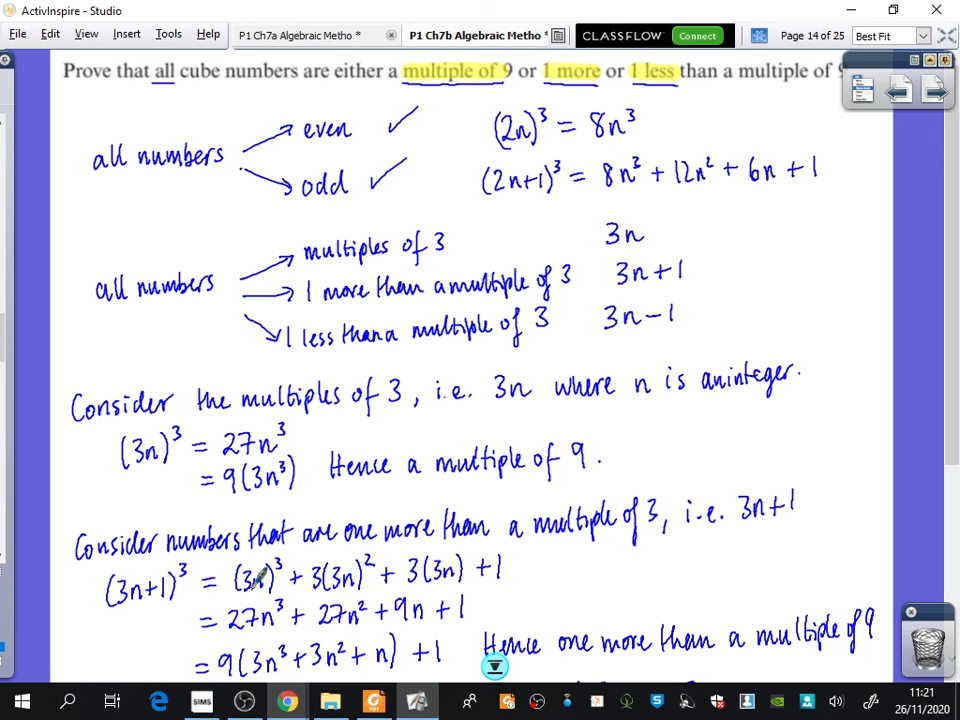 ActivInspire - Studio
File Edit View Insert Tools Help
P1 Ch7a Algebraic Metho *
P1 Ch7b Algebraic Metho *
CLASSFLOW Connect
Page 14 of 25
Best Fit
Prove that all cube numbers are either a multiple of 9 or 1 more or 1 less than a multiple of 9
all numbers
even ✓
odd ✓
(2n)³ = 8n³
(2n+1)³ = 8n³ + 12n² + 6n + 1
all numbers
multiples of 3 3n
1 more than a multiple of 3 3n+1
1 less than a multiple of 3 3n-1
Consider the multiples of 3, i.e. 3n where n is an integer.
(3n)³ = 27n³
= 9(3n³) Hence a multiple of 9.
Consider numbers that are one more than a multiple of 3, i.e. 3n+1
(3n+1)³ = (3n)³ + 3(3n)² + 3(3n) + 1
= 27n³ + 27n² + 9n + 1
= 9(3n³ + 3n² + n) + 1 Hence one more than a multiple of 9
SIMS
11:21
26/11/2020